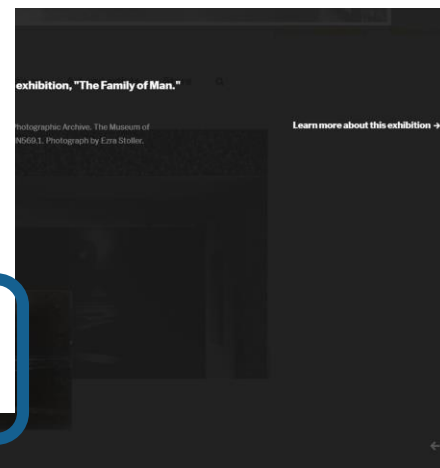 exhibition, "The Family of Man."
Photographic Archive. The Museum of
Learn more about this exhibition →
IN569.1. Photograph by Ezra Stoller.